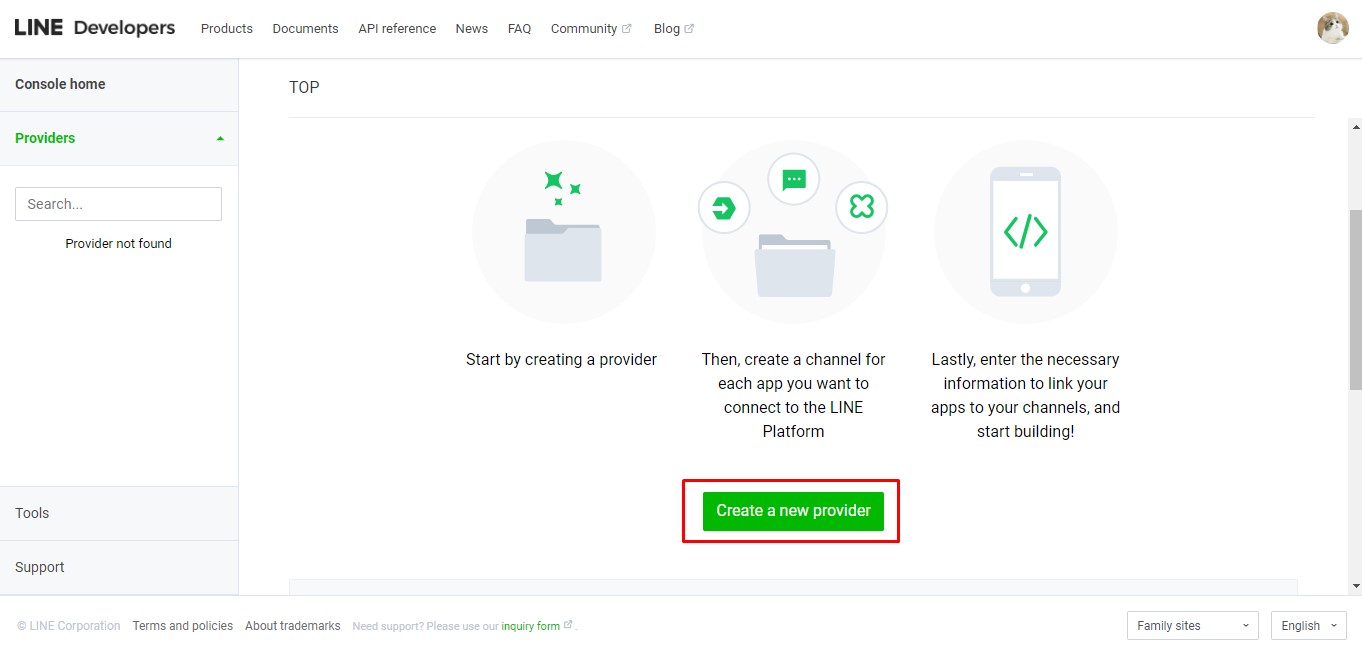 LINE Developers
Products Documents API reference News FAQ Community Blog
Console home
Providers
Search...
Provider not found
Tools
Support
TOP
Start by creating a provider
Then, create a channel for
each app you want to
connect to the LINE
Platform
Lastly, enter the necessary
information to link your
apps to your channels, and
start building!
Create a new provider
© LINE Corporation Terms and policies About trademarks Need support? Please use our inquiry form .
Family sites
English